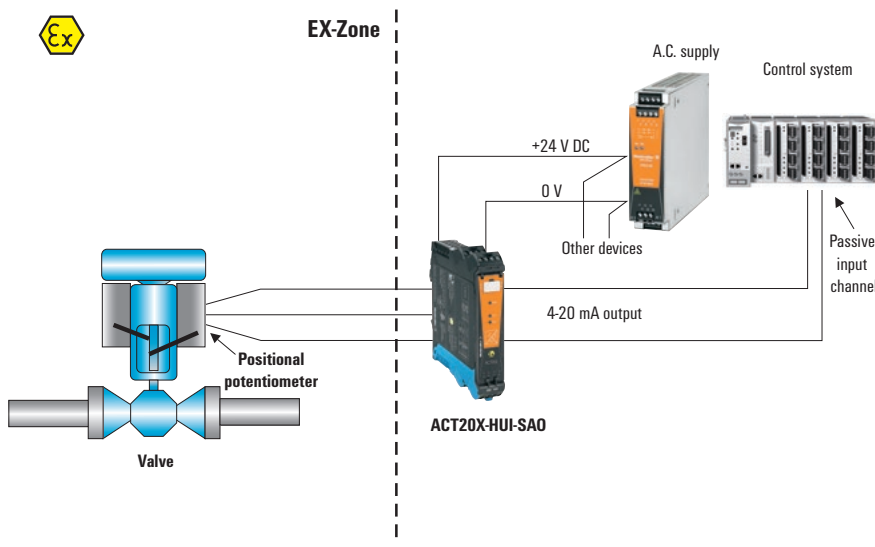 Ex
EX-Zone
A.C. supply
Control system
+24 V DC
0 V
Other devices
Passive
input
channel
4-20 mA output
Positional
potentiometer
ACT20X-HUI-SAO
Valve